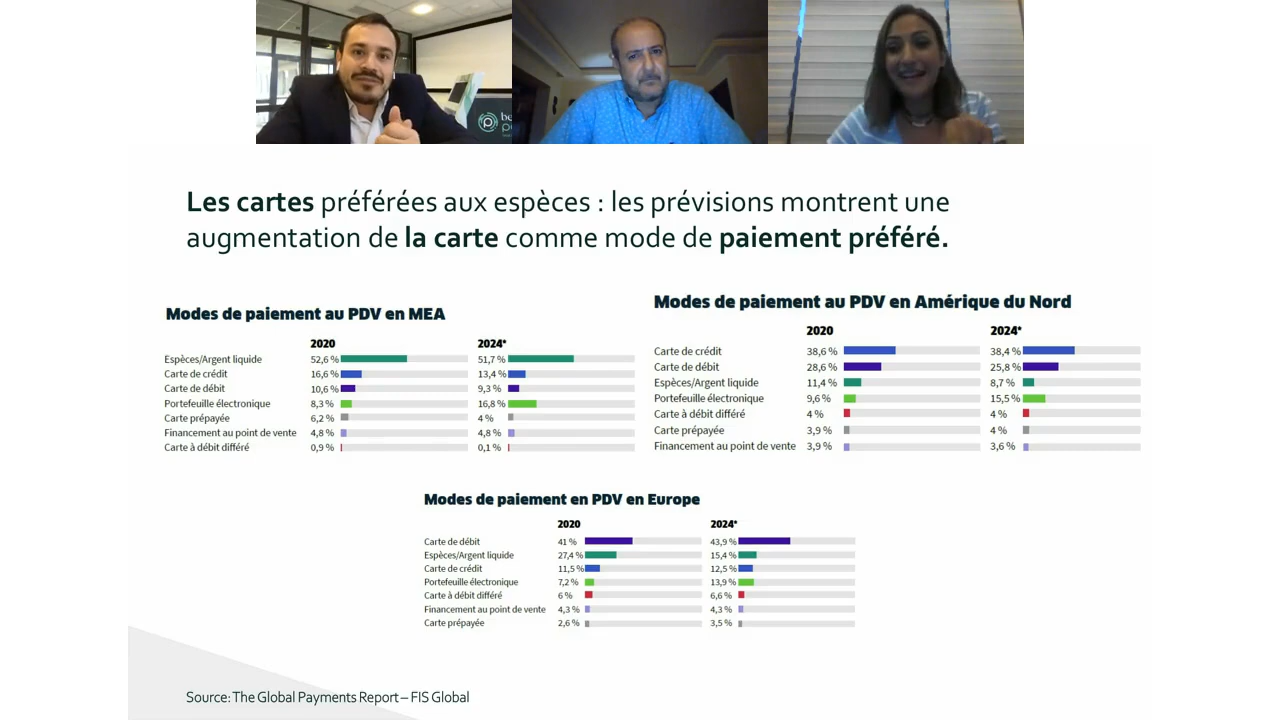 Les cartes préférées aux espèces : les prévisions montrent une
augmentation de la carte comme mode de paiement préféré.
Modes de paiement au PDV en MEA
2020 2024*
Espèces/Argent liquide 52,6 % 51,7 %
Carte de crédit 16,6 % 13,4 %
Carte de débit 10,6 % 9,3 %
Portefeuille électronique 8,3 % 16,8 %
Carte prépayée 6,2 % 4 %
Financement au point de vente 4,8 % 4,8 %
Carte à débit différé 0,9 % 0,1 %
Modes de paiement au PDV en Amérique du Nord
2020 2024*
Carte de crédit 38,6 % 38,4 %
Carte de débit 28,6 % 25,8 %
Espèces/Argent liquide 11,4 % 8,7 %
Portefeuille électronique 9,6 % 15,5 %
Carte à débit différé 4 % 4 %
Carte prépayée 3,9 % 4 %
Financement au point de vente 3,9 % 3,6 %
Modes de paiement en PDV en Europe
2020 2024*
Carte de débit 41 % 43,9 %
Espèces/Argent liquide 27,4 % 15,4 %
Carte de crédit 11,5 % 12,5 %
Portefeuille électronique 7,2 % 13,9 %
Carte à débit différé 6 % 6,6 %
Financement au point de vente 4,3 % 4,3 %
Carte prépayée 2,6 % 3,5 %
Source: The Global Payments Report – FIS Global